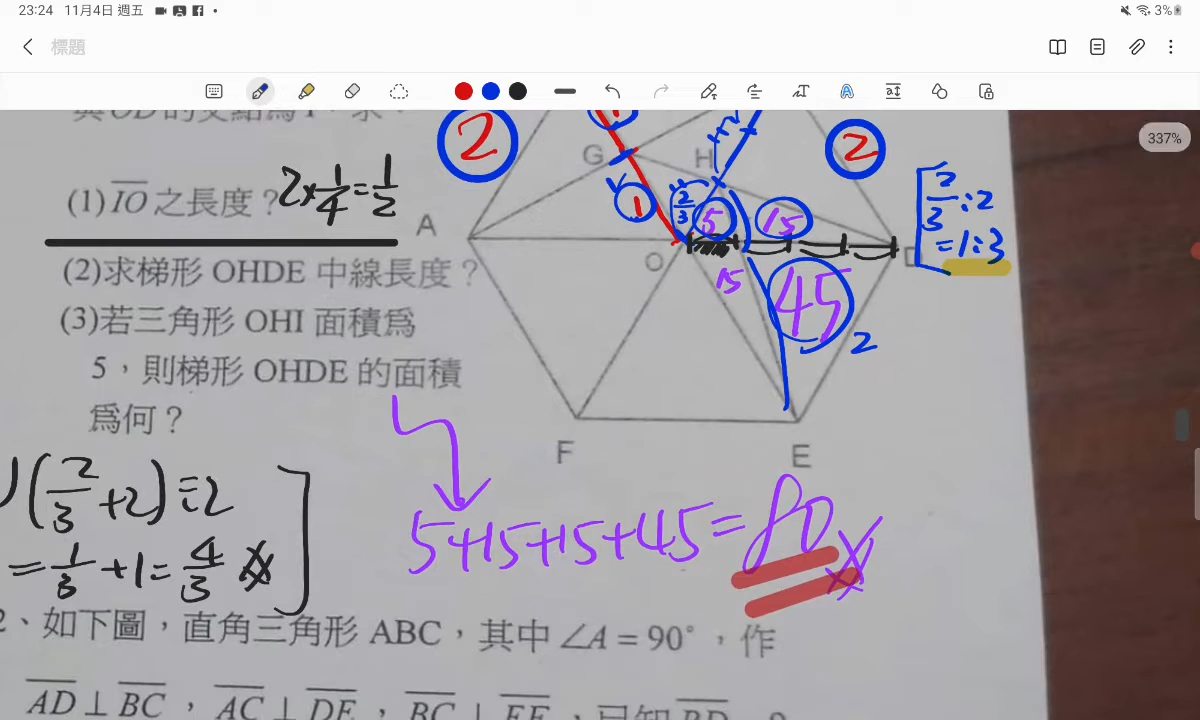 23:24 11月4日 週五 3%
標題
337%
2 2
G H
(1) IO 之長度？ 2×1/4=1/2
A
1 2/3 5 15
2/3:2
=1:3
O
(2)求梯形 OHDE 中線長度？
15 45
2
(3)若三角形 OHI 面積為
5，則梯形 OHDE 的面積
為何？
F E
(2/3+2)÷2
=1/3+1=4/3
5+15+15+45=80
2、如下圖，直角三角形 ABC，其中 ∠A = 90°，作
AD ⊥ BC，AC ⊥ DE，BC ⊥ EF，已知